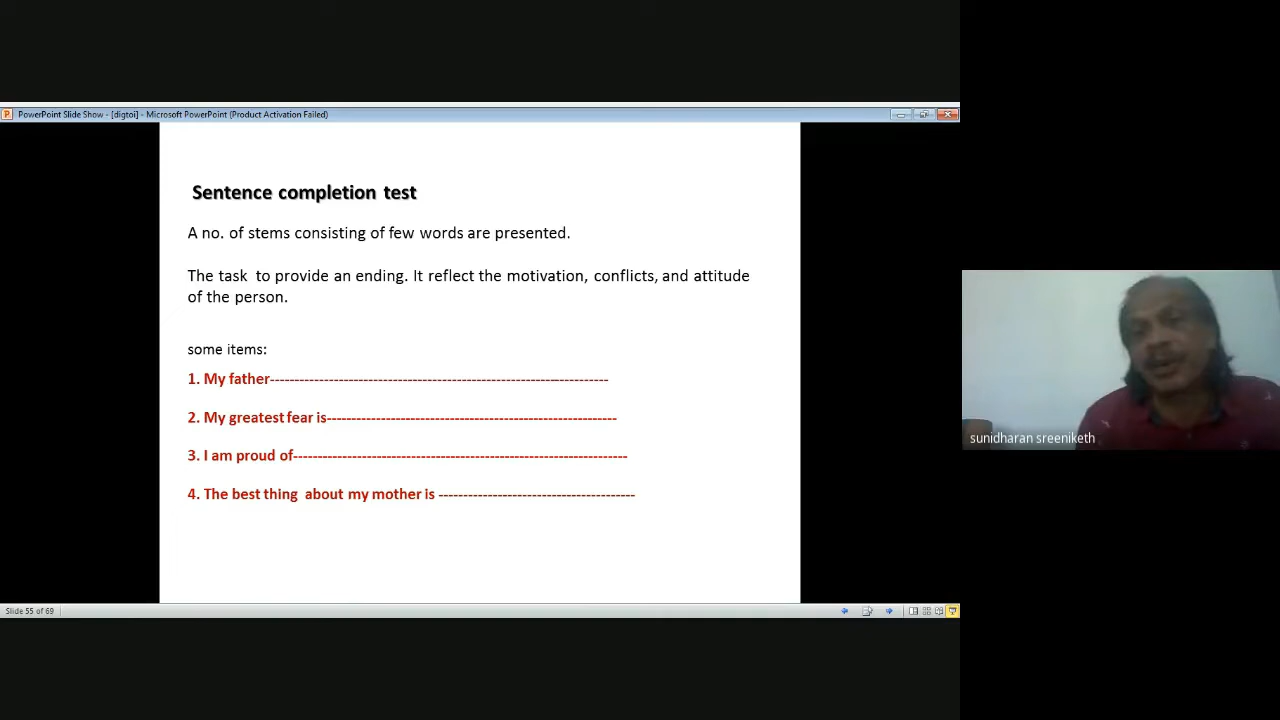 PowerPoint Slide Show - [digtoi] - Microsoft PowerPoint (Product Activation Failed)
Sentence completion test
A no. of stems consisting of few words are presented.
The task to provide an ending. It reflect the motivation, conflicts, and attitude
of the person.
some items:
1. My father----------------------------------------------------------------------
2. My greatest fear is------------------------------------------------------------
3. I am proud of---------------------------------------------------------------------
4. The best thing about my mother is -----------------------------------------
sunidharan sreeniketh
Slide 55 of 69